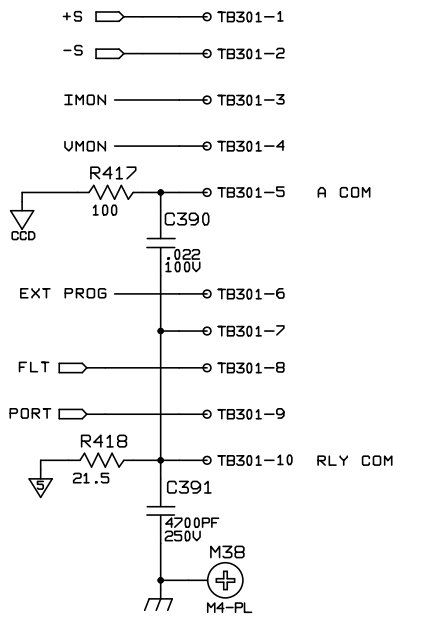 +S TB301-1
-S TB301-2
IMON TB301-3
VMON TB301-4
R417
100
CCD
TB301-5 A COM
C390
.022
100V
EXT PROG TB301-6
TB301-7
FLT TB301-8
PORT TB301-9
R418
21.5
5
TB301-10 RLY COM
C391
4700PF
250V
M38
M4-PL